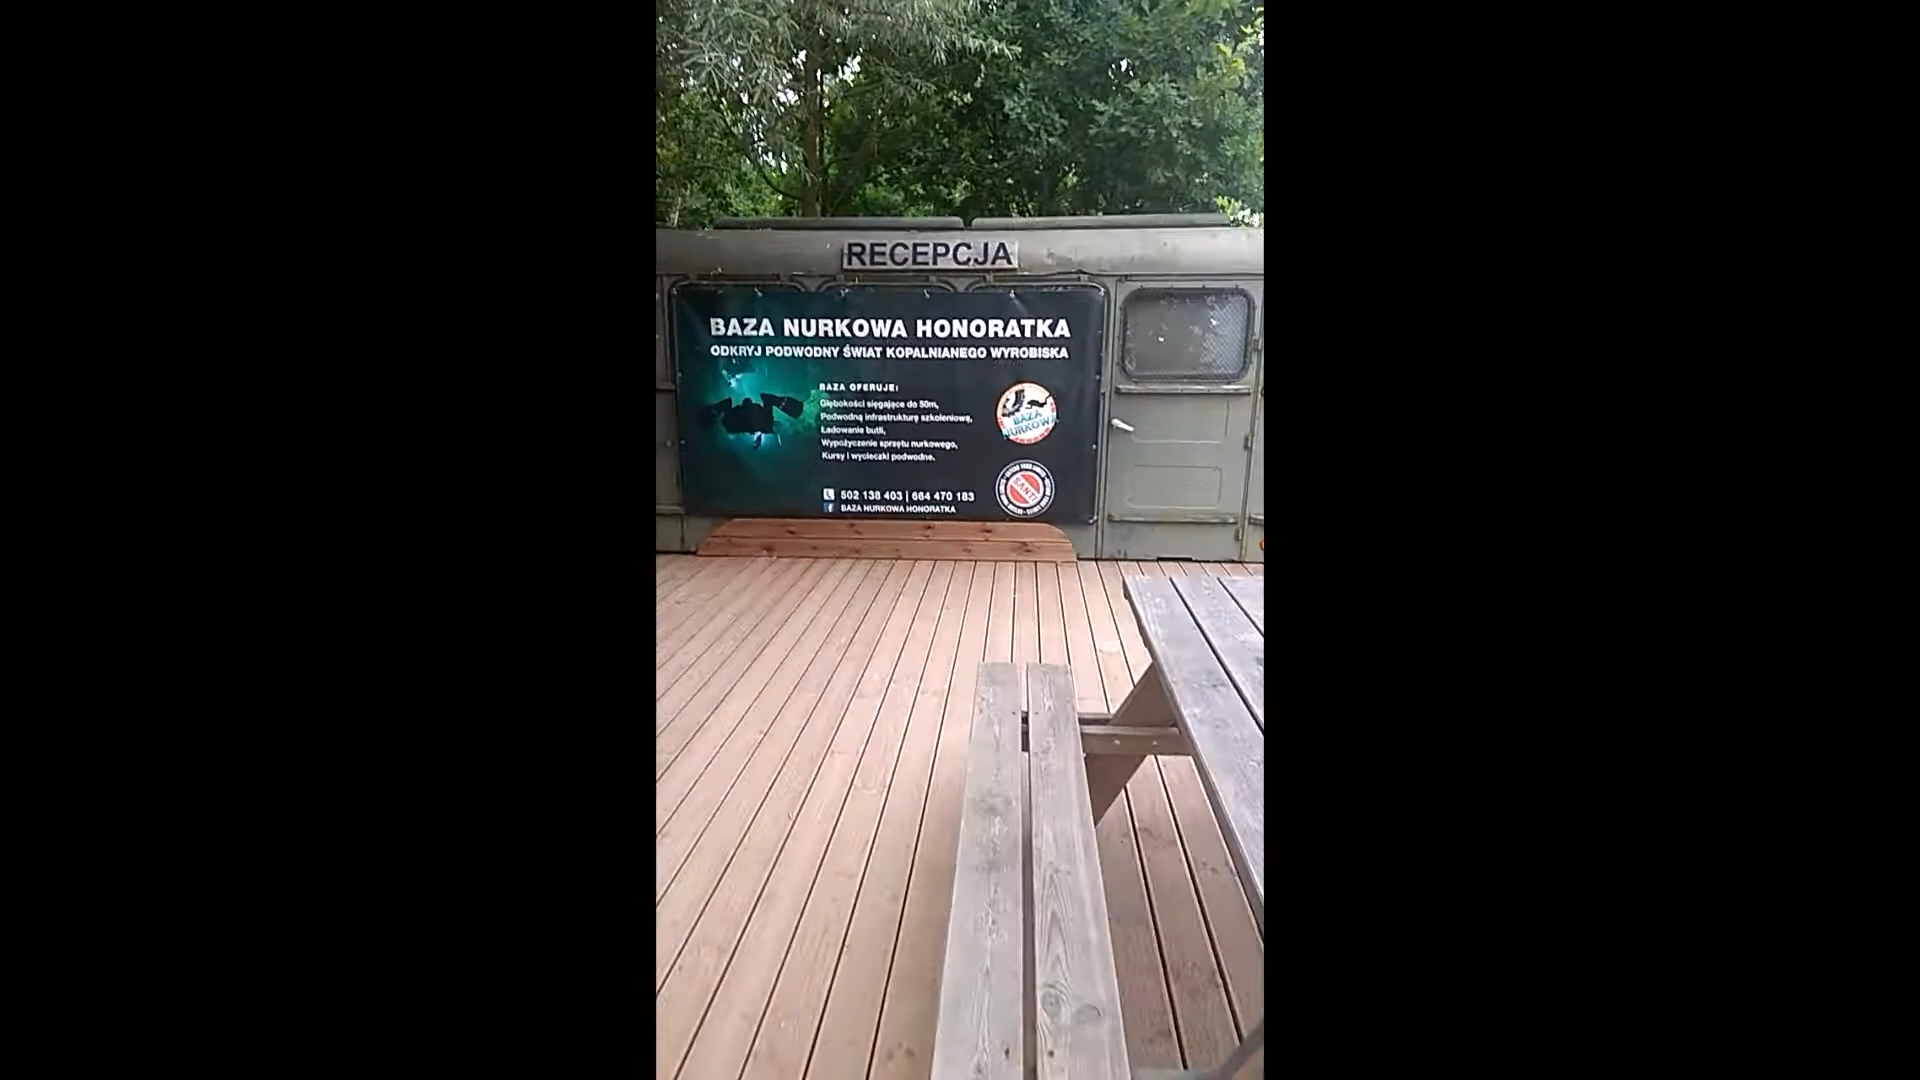 RECEPCJA
BAZA NURKOWA HONORATKA
ODKRYJ PODWODNY ŚWIAT KOPALNIANEGO WYROBISKA
BAZA OFERUJE:
Głębokości sięgające do 50m,
Podwodną infrastrukturę szkoleniową,
Ładowanie butli,
Wypożyczenie sprzętu nurkowego,
Kursy i wycieczki podwodne.
BAZA
NURKOWA
SANTI
502 138 403 | 664 470 183
f BAZA NURKOWA HONORATKA